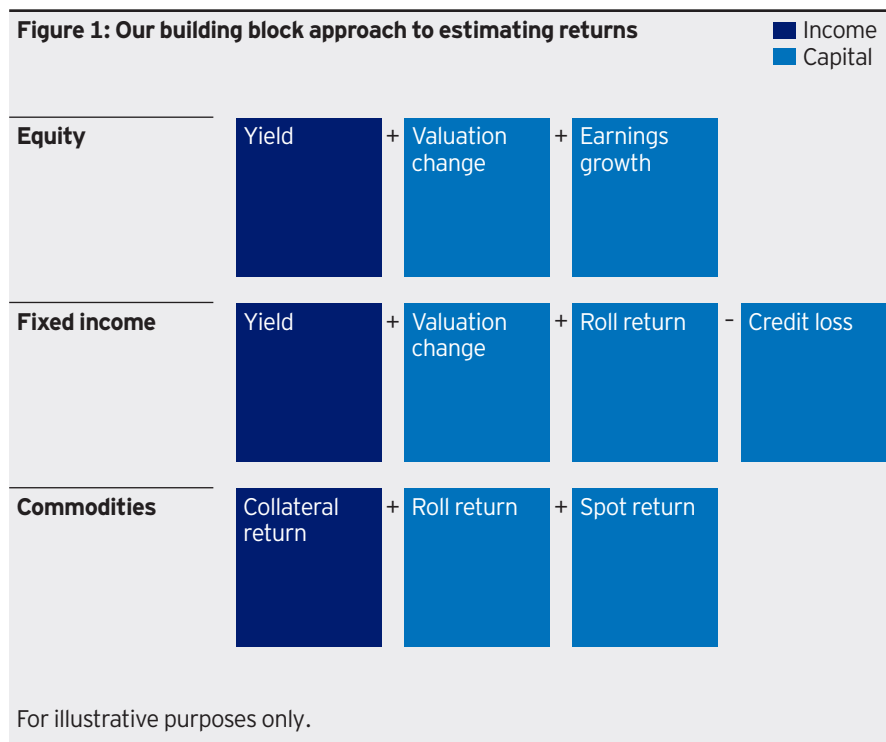 Figure 1: Our building block approach to estimating returns
Income
Capital
Equity
Yield + Valuation + Earnings
change growth
Fixed income
Yield + Valuation + Roll return - Credit loss
change
Commodities
Collateral + Roll return + Spot return
return
For illustrative purposes only.